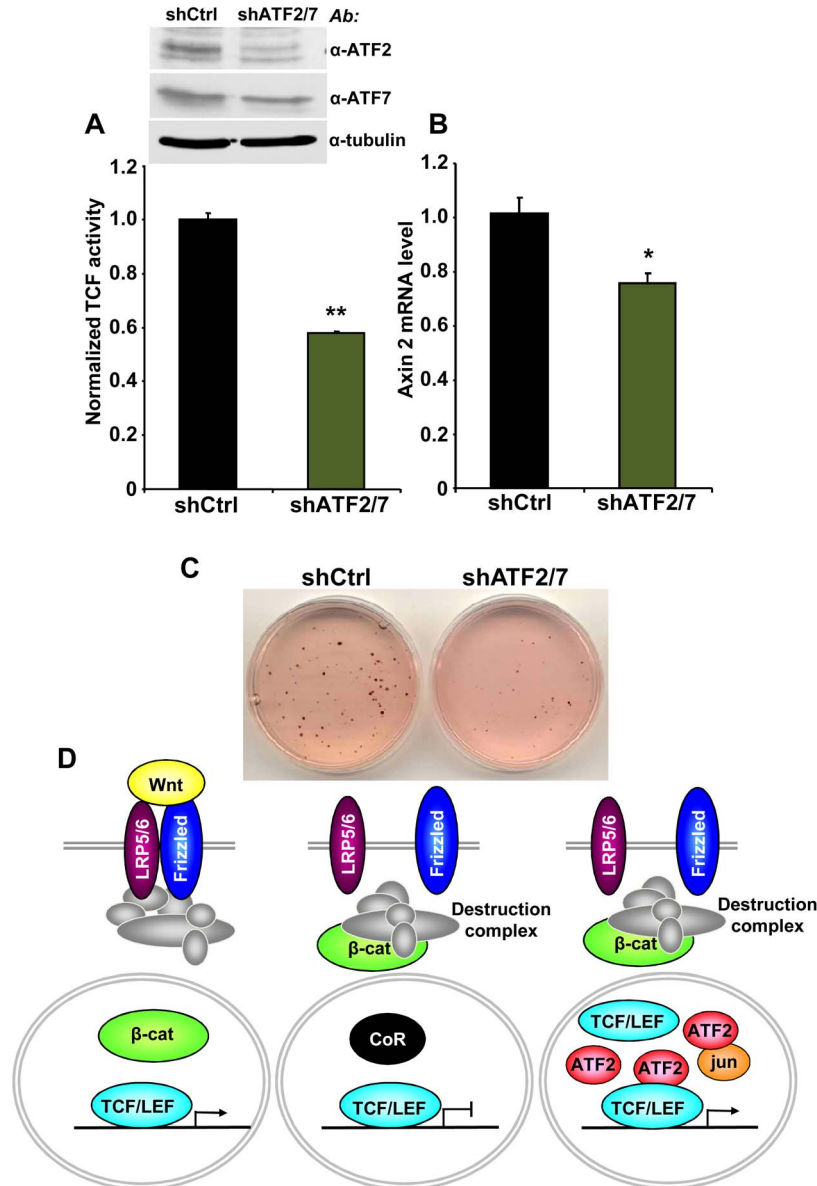 shCtrl shATF2/7 Ab:
α-ATF2
α-ATF7
α-tubulin
A
Normalized TCF activity
1.2
1.0
0.8
0.6
0.4
0.2
0
**
shCtrl shATF2/7
B
Axin 2 mRNA level
1.2
1.0
0.8
0.6
0.4
0.2
0
*
shCtrl shATF2/7
C
shCtrl shATF2/7
D
Wnt
LRP5/6
Frizzled
β-cat
TCF/LEF
LRP5/6
Frizzled
Destruction
complex
β-cat
CoR
TCF/LEF
LRP5/6
Frizzled
Destruction
complex
β-cat
TCF/LEF
ATF2
ATF2
ATF2
jun
TCF/LEF